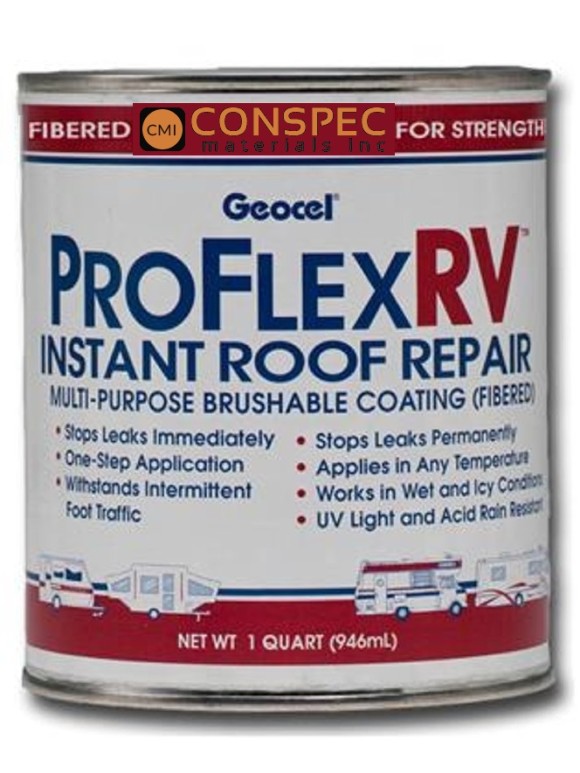 FIBERED CMI CONSPEC FOR STRENGTH
materials inc
Geocel®
PROFLEXRV™
INSTANT ROOF REPAIR
MULTI-PURPOSE BRUSHABLE COATING (FIBERED)
• Stops Leaks Immediately
• One-Step Application
• Withstands Intermittent
Foot Traffic
• Stops Leaks Permanently
• Applies in Any Temperature
• Works in Wet and Icy Conditions
• UV Light and Acid Rain Resistant
NET WT 1 QUART (946mL)